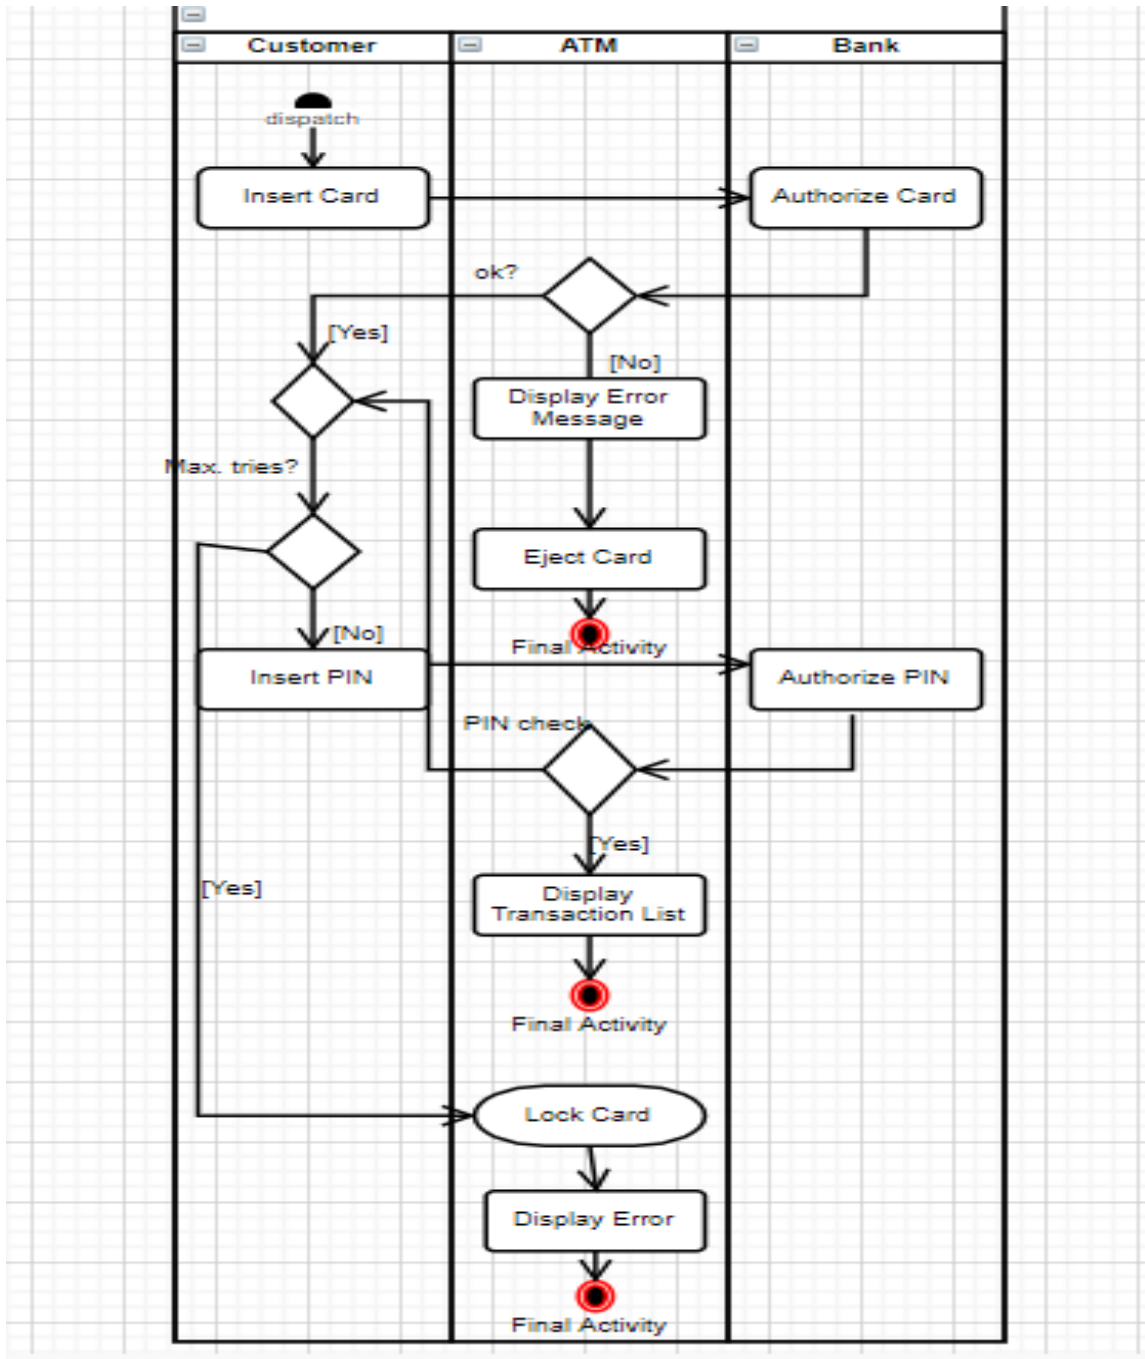 Customer
ATM
Bank
dispatch
Insert Card
Authorize Card
ok?
[Yes]
[No]
Display Error
Message
Max. tries?
Eject Card
[No]
Final Activity
Insert PIN
Authorize PIN
PIN check
[Yes]
[Yes]
Display
Transaction List
Final Activity
Lock Card
Display Error
Final Activity